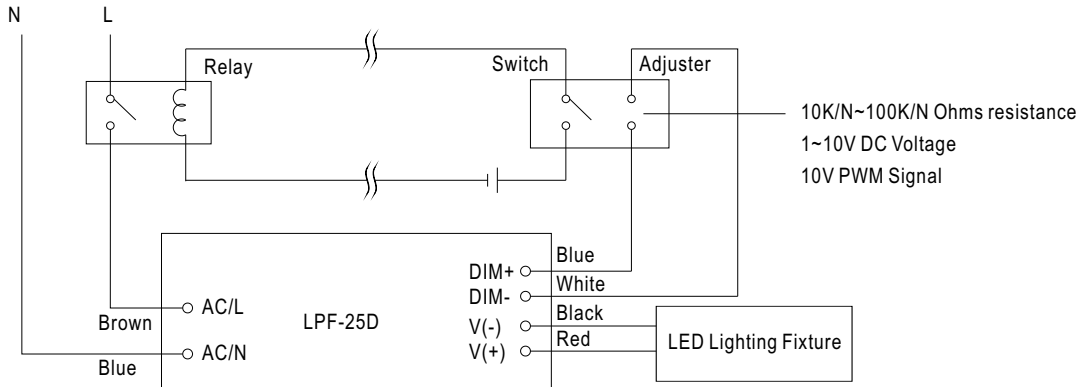 N L
Relay
Switch
Adjuster
10K/N~100K/N Ohms resistance
1~10V DC Voltage
10V PWM Signal
Blue
DIM+
White
DIM-
Black
V(-)
Red
V(+)
LED Lighting Fixture
LPF-25D
AC/L
Brown
AC/N
Blue